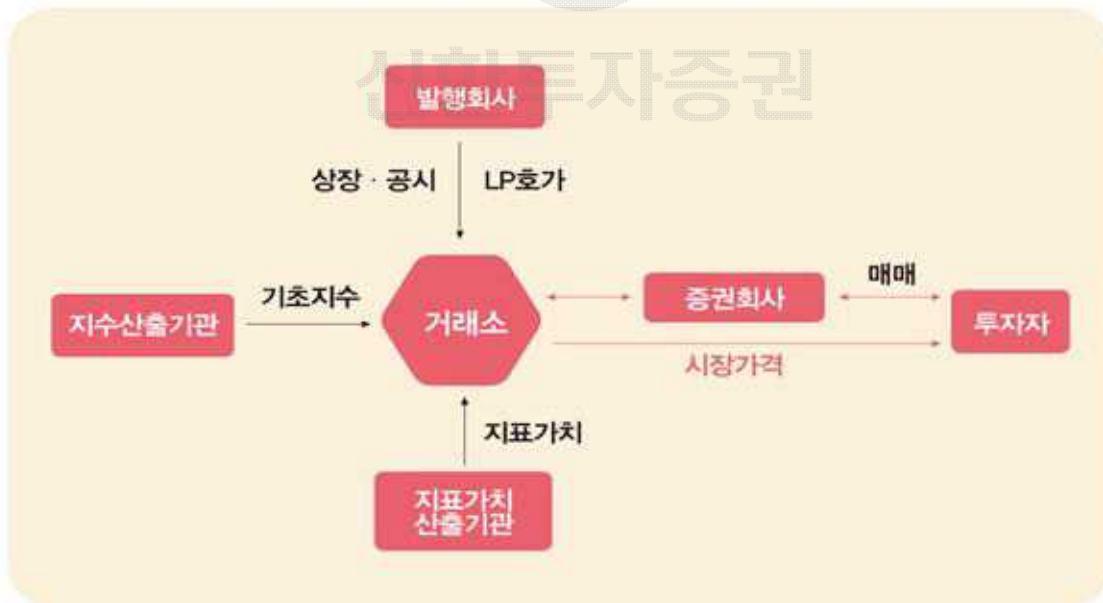 신한투자증권
발행회사
상장 · 공시 LP호가
지수산출기관
기초지수
거래소
증권회사
매매
투자자
시장가격
지표가치
지표가치
산출기관